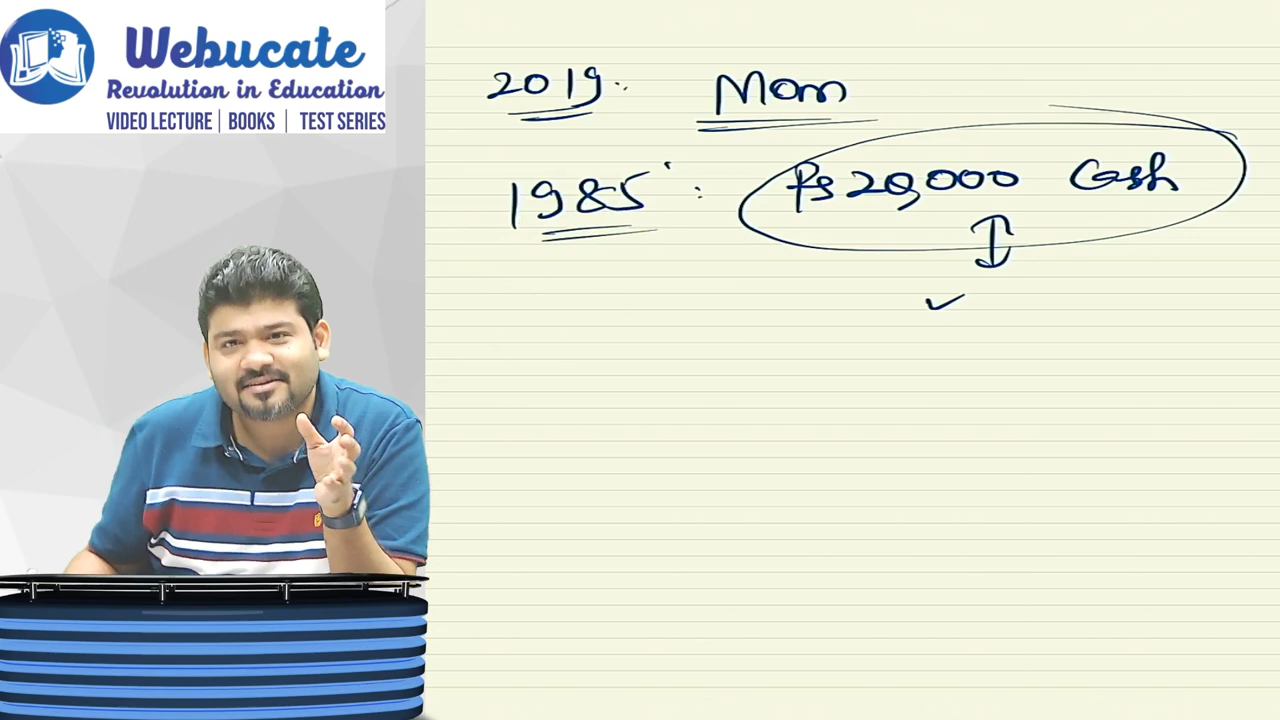 Webucate
Revolution in Education
VIDEO LECTURE | BOOKS | TEST SERIES
2019. Mom
1985 : Rs 20,000 Cash